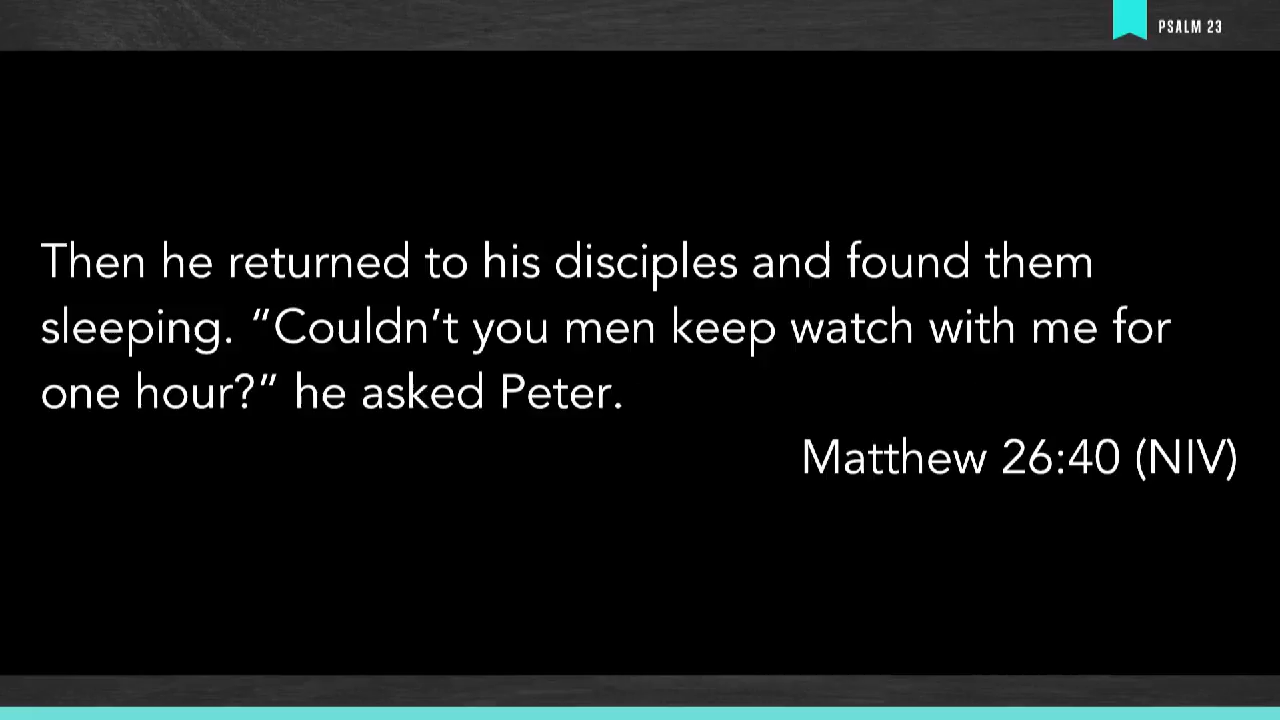 PSALM 23
Then he returned to his disciples and found them
sleeping. “Couldn’t you men keep watch with me for
one hour?” he asked Peter.
Matthew 26:40 (NIV)